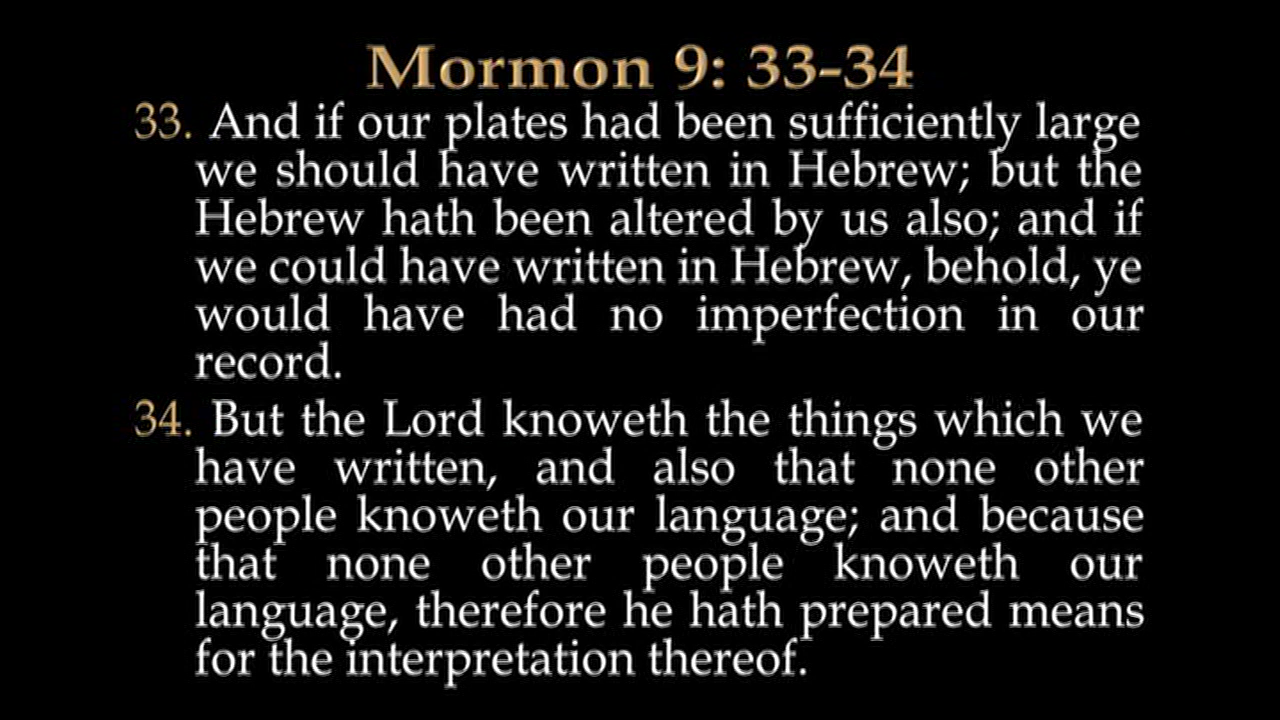 Mormon 9: 33-34
33. And if our plates had been sufficiently large
we should have written in Hebrew; but the
Hebrew hath been altered by us also; and if
we could have written in Hebrew, behold, ye
would have had no imperfection in our
record.
34. But the Lord knoweth the things which we
have written, and also that none other
people knoweth our language; and because
that none other people knoweth our
language, therefore he hath prepared means
for the interpretation thereof.